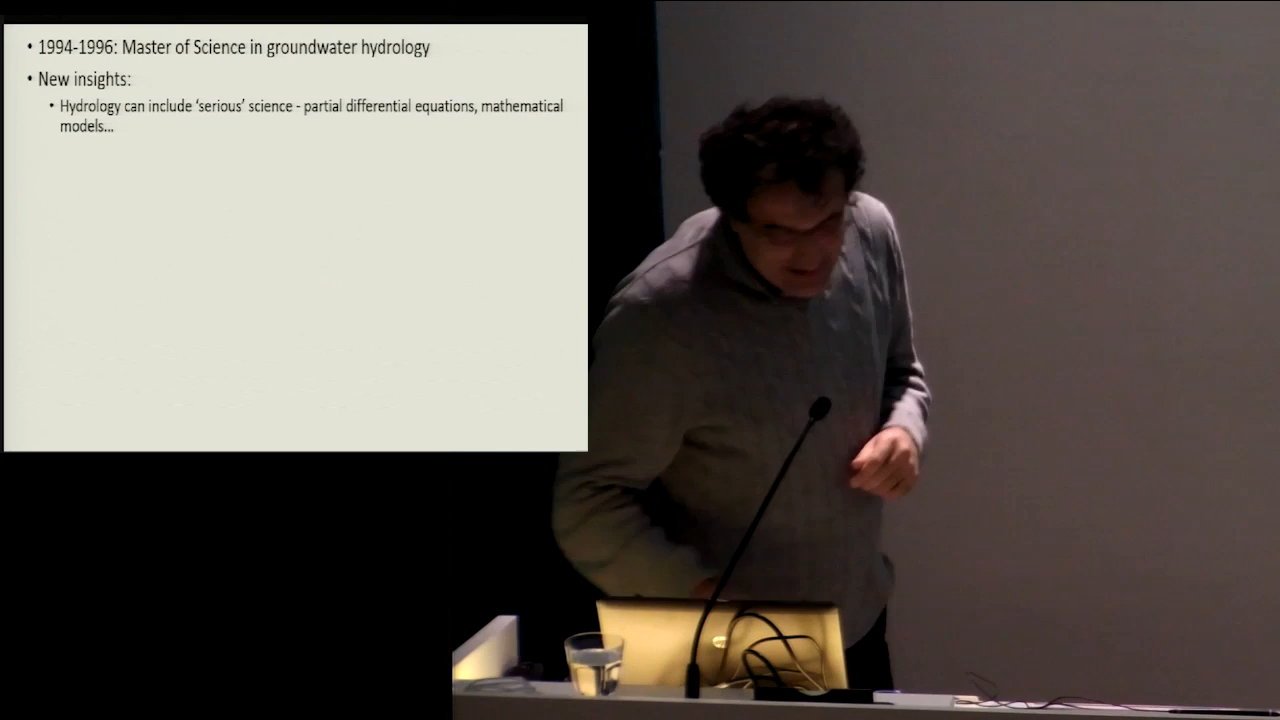 • 1994-1996: Master of Science in groundwater hydrology
• New insights:
• Hydrology can include 'serious' science - partial differential equations, mathematical
models...